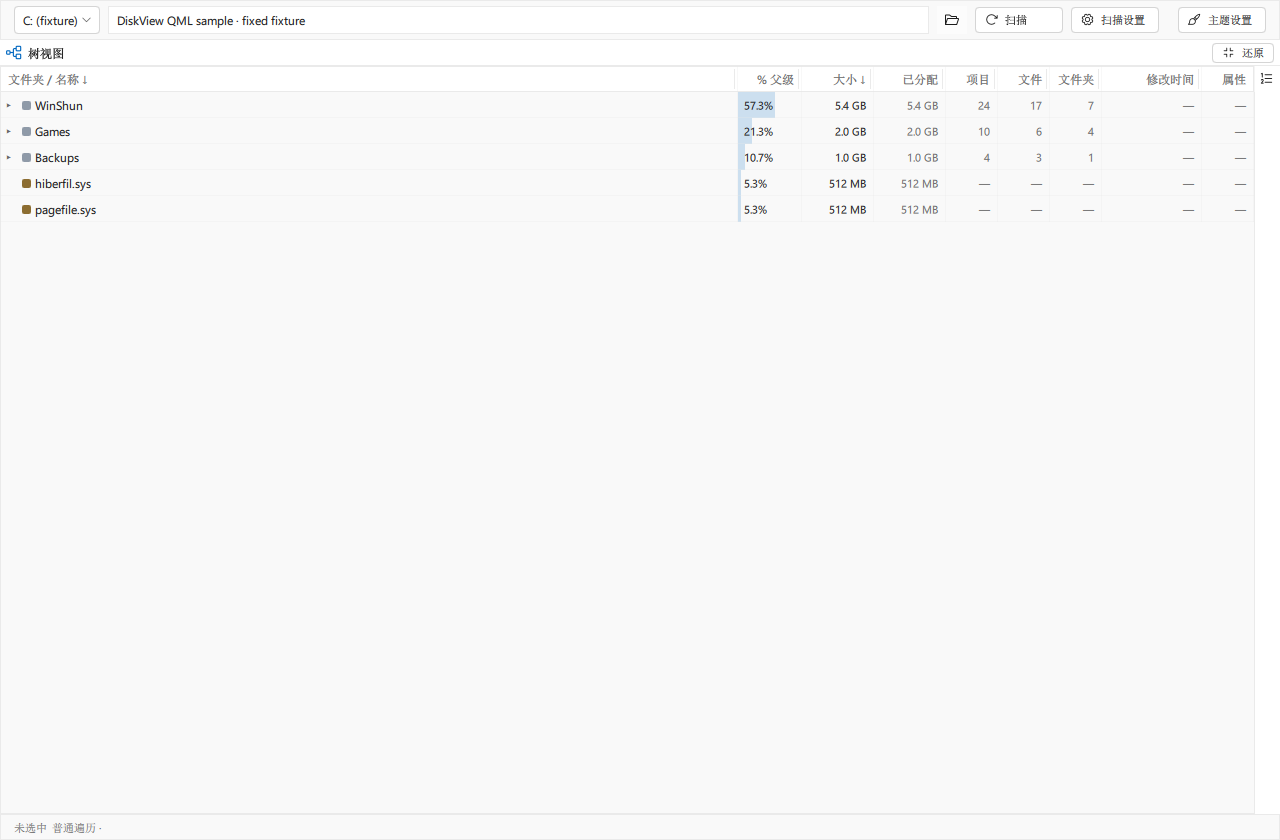 C: (fixture) DiskView QML sample · fixed fixture 扫描 扫描设置 主题设置
树视图 还原
文件夹 / 名称 ↓ % 父级 大小 ↓ 已分配 项目 文件 文件夹 修改时间 属性
WinShun 57.3% 5.4 GB 5.4 GB 24 17 7 — —
Games 21.3% 2.0 GB 2.0 GB 10 6 4 — —
Backups 10.7% 1.0 GB 1.0 GB 4 3 1 — —
hiberfil.sys 5.3% 512 MB 512 MB — — — — —
pagefile.sys 5.3% 512 MB 512 MB — — — — —
未选中 普通遍历 ·